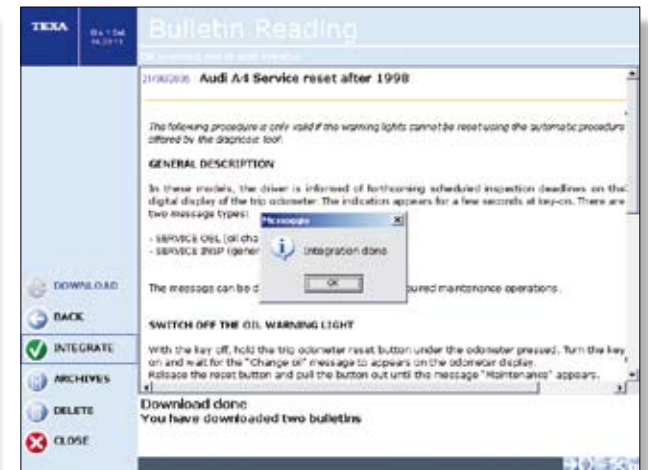 TEXA
Bulletin Reading
Audi A4 Service reset after 1998
The following procedure is only valid if the warning lights cannot be reset using the automatic procedure
offered by the diagnosis tool.
GENERAL DESCRIPTION
In these models, the driver is informed of forthcoming scheduled inspection deadlines on the
digital display of the trip odometer. The indication appears for a few seconds at key-on. There are
two message types:
Messaggio
- SERVICE OEL (oil cha
- SERVICE INSP (gener
Integration done
OK
The message can be d
maintenance operations.
SWITCH OFF THE OIL WARNING LIGHT
With the key off, hold the trip odometer reset button under the odometer pressed. Turn the key
on and wait for the "Change oil" message to appears on the odometer display.
Release the reset button and pull the button out until the message "Maintenance" appears.
DOWNLOAD
BACK
INTEGRATE
ARCHIVES
DELETE
CLOSE
Download done
You have downloaded two bulletins